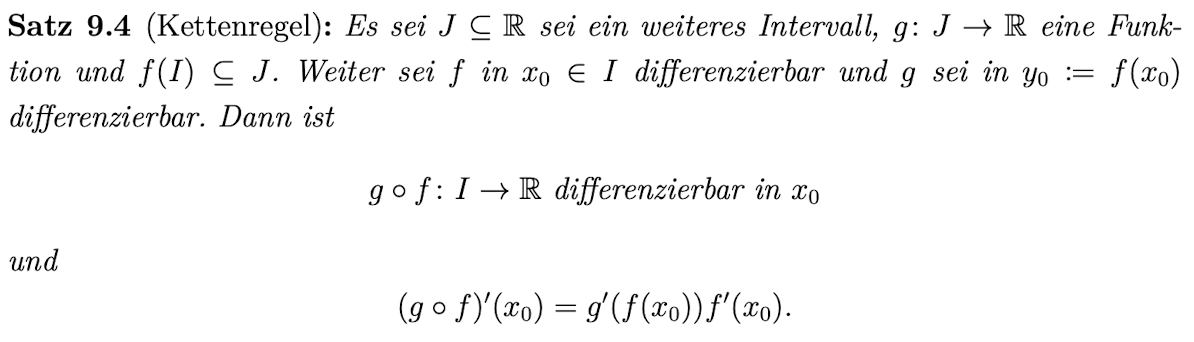 Satz 9.4 (Kettenregel): Es sei J ⊆ ℝ sei ein weiteres Intervall, g: J → ℝ eine Funk-
tion und f(I) ⊆ J. Weiter sei f in x₀ ∈ I differenzierbar und g sei in y₀ := f(x₀)
differenzierbar. Dann ist
g ∘ f: I → ℝ differenzierbar in x₀
und
(g ∘ f)′(x₀) = g′(f(x₀))f′(x₀).